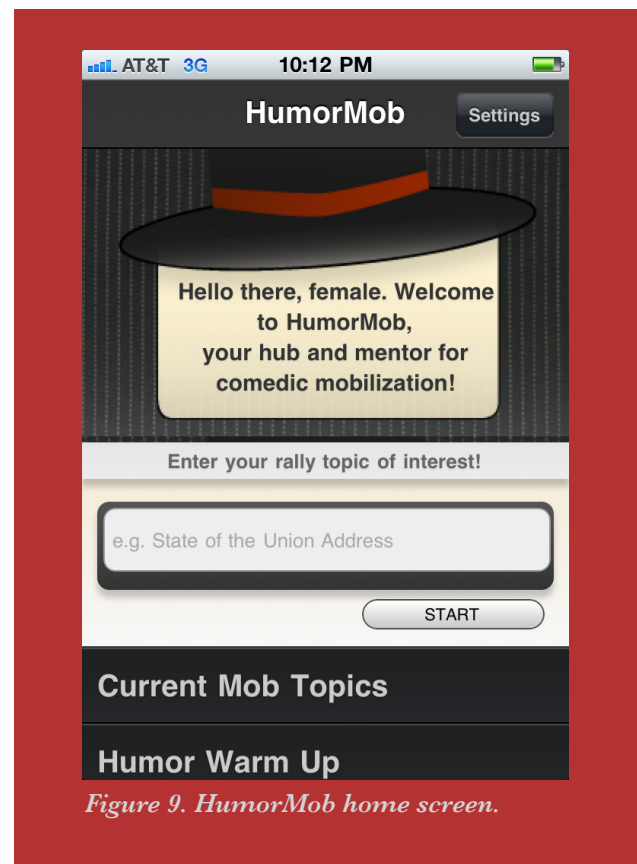 AT&T 3G 10:12 PM
HumorMob Settings
Hello there, female. Welcome
to HumorMob,
your hub and mentor for
comedic mobilization!
Enter your rally topic of interest!
e.g. State of the Union Address
START
Current Mob Topics
Humor Warm Up
Figure 9. HumorMob home screen.